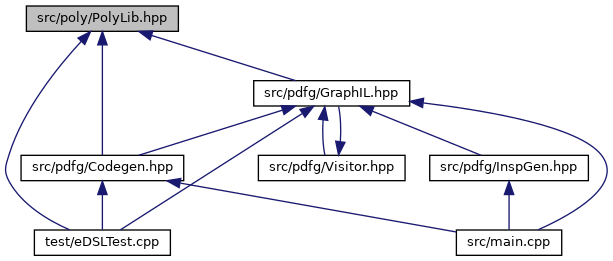 src/poly/PolyLib.hpp
src/pdfg/GraphIL.hpp
src/pdfg/Codegen.hpp
src/pdfg/Visitor.hpp
src/pdfg/InspGen.hpp
test/eDSLTest.cpp
src/main.cpp